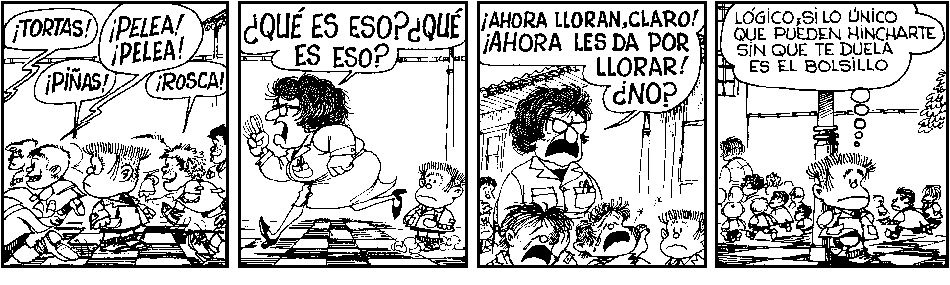 ¡TORTAS!
¡PELEA!
¡PELEA!
¡PIÑAS!
¡ROSCA!
¿QUÉ ES ESO?¿QUÉ
ES ESO?
¡AHORA LLORAN,CLARO!
¡AHORA LES DA POR
LLORAR!
¿NO?
LÓGICO,SI LO ÚNICO
QUE PUEDEN HINCHARTE
SIN QUE TE DUELA
ES EL BOLSILLO